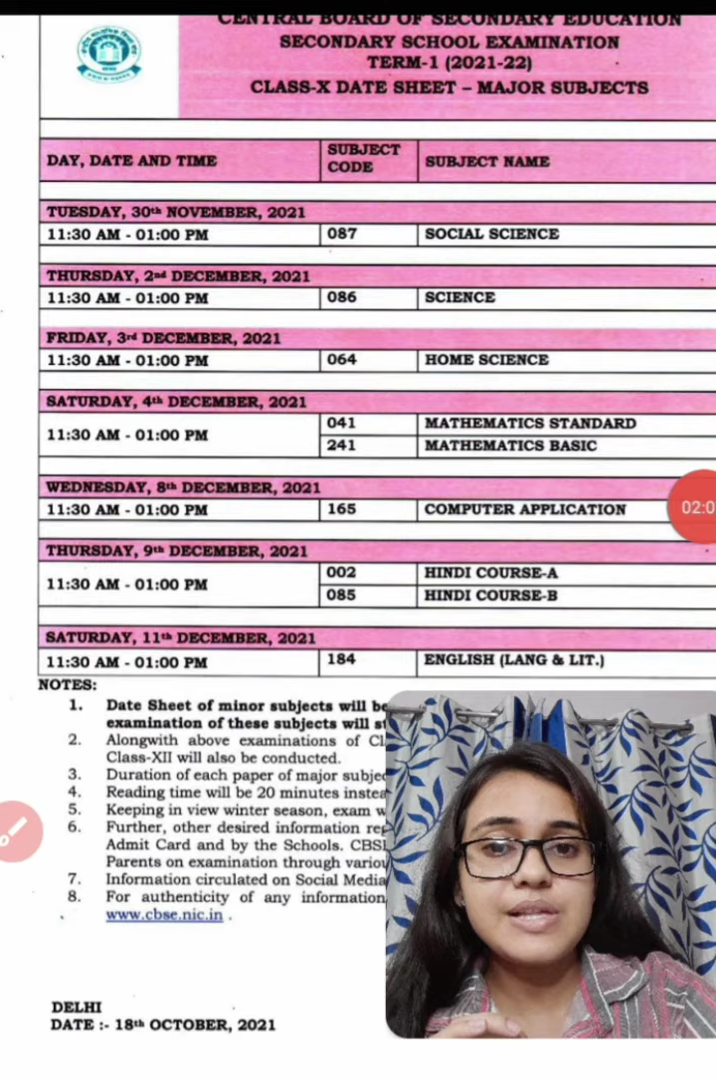 CENTRAL BOARD OF SECONDARY EDUCATION
SECONDARY SCHOOL EXAMINATION
TERM-1 (2021-22)
CLASS-X DATE SHEET – MAJOR SUBJECTS
DAY, DATE AND TIME SUBJECT CODE SUBJECT NAME
TUESDAY, 30th NOVEMBER, 2021
11:30 AM - 01:00 PM 087 SOCIAL SCIENCE
THURSDAY, 2nd DECEMBER, 2021
11:30 AM - 01:00 PM 086 SCIENCE
FRIDAY, 3rd DECEMBER, 2021
11:30 AM - 01:00 PM 064 HOME SCIENCE
SATURDAY, 4th DECEMBER, 2021
11:30 AM - 01:00 PM 041 MATHEMATICS STANDARD
241 MATHEMATICS BASIC
WEDNESDAY, 8th DECEMBER, 2021
11:30 AM - 01:00 PM 165 COMPUTER APPLICATION
02:0
THURSDAY, 9th DECEMBER, 2021
11:30 AM - 01:00 PM 002 HINDI COURSE-A
085 HINDI COURSE-B
SATURDAY, 11th DECEMBER, 2021
11:30 AM - 01:00 PM 184 ENGLISH (LANG & LIT.)
NOTES:
1. Date Sheet of minor subjects will be
examination of these subjects will
2. Alongwith above examinations of
Class-XII will also be conducted.
3. Duration of each paper of major
4. Reading time will be 20 minutes
5. Keeping in view winter season, exam
6. Further, other desired information
Admit Card and by the Schools.
Parents on examination through
7. Information circulated on Social Media
8. For authenticity of any information
www.cbse.nic.in .
DELHI
DATE :- 18th OCTOBER, 2021